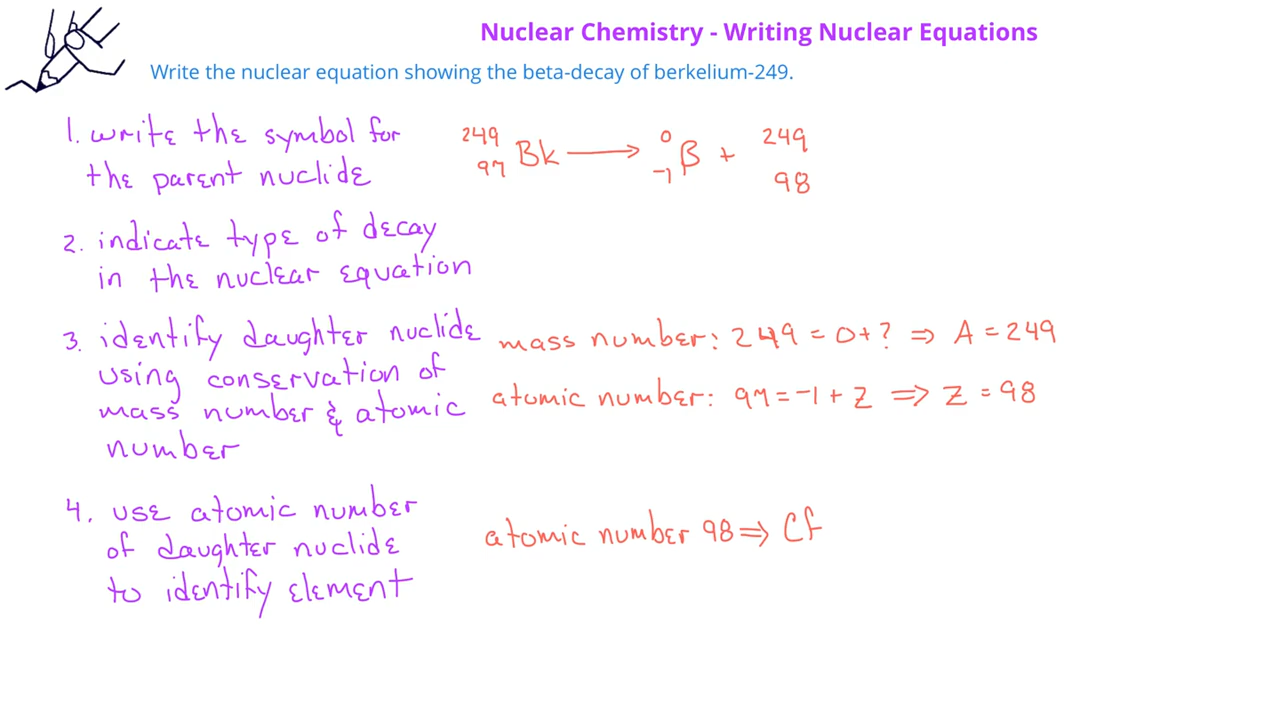 Nuclear Chemistry - Writing Nuclear Equations
Write the nuclear equation showing the beta-decay of berkelium-249.
1. write the symbol for
the parent nuclide
249 97 Bk ⟶ 0 -1 β + 249 98
2. indicate type of decay
in the nuclear equation
3. identify daughter nuclide
using conservation of
mass number & atomic
number
mass number: 249 = 0 + ? ⇒ A = 249
atomic number: 97 = -1 + Z ⇒ Z = 98
4. use atomic number
of daughter nuclide
to identify element
atomic number 98 ⇒ Cf